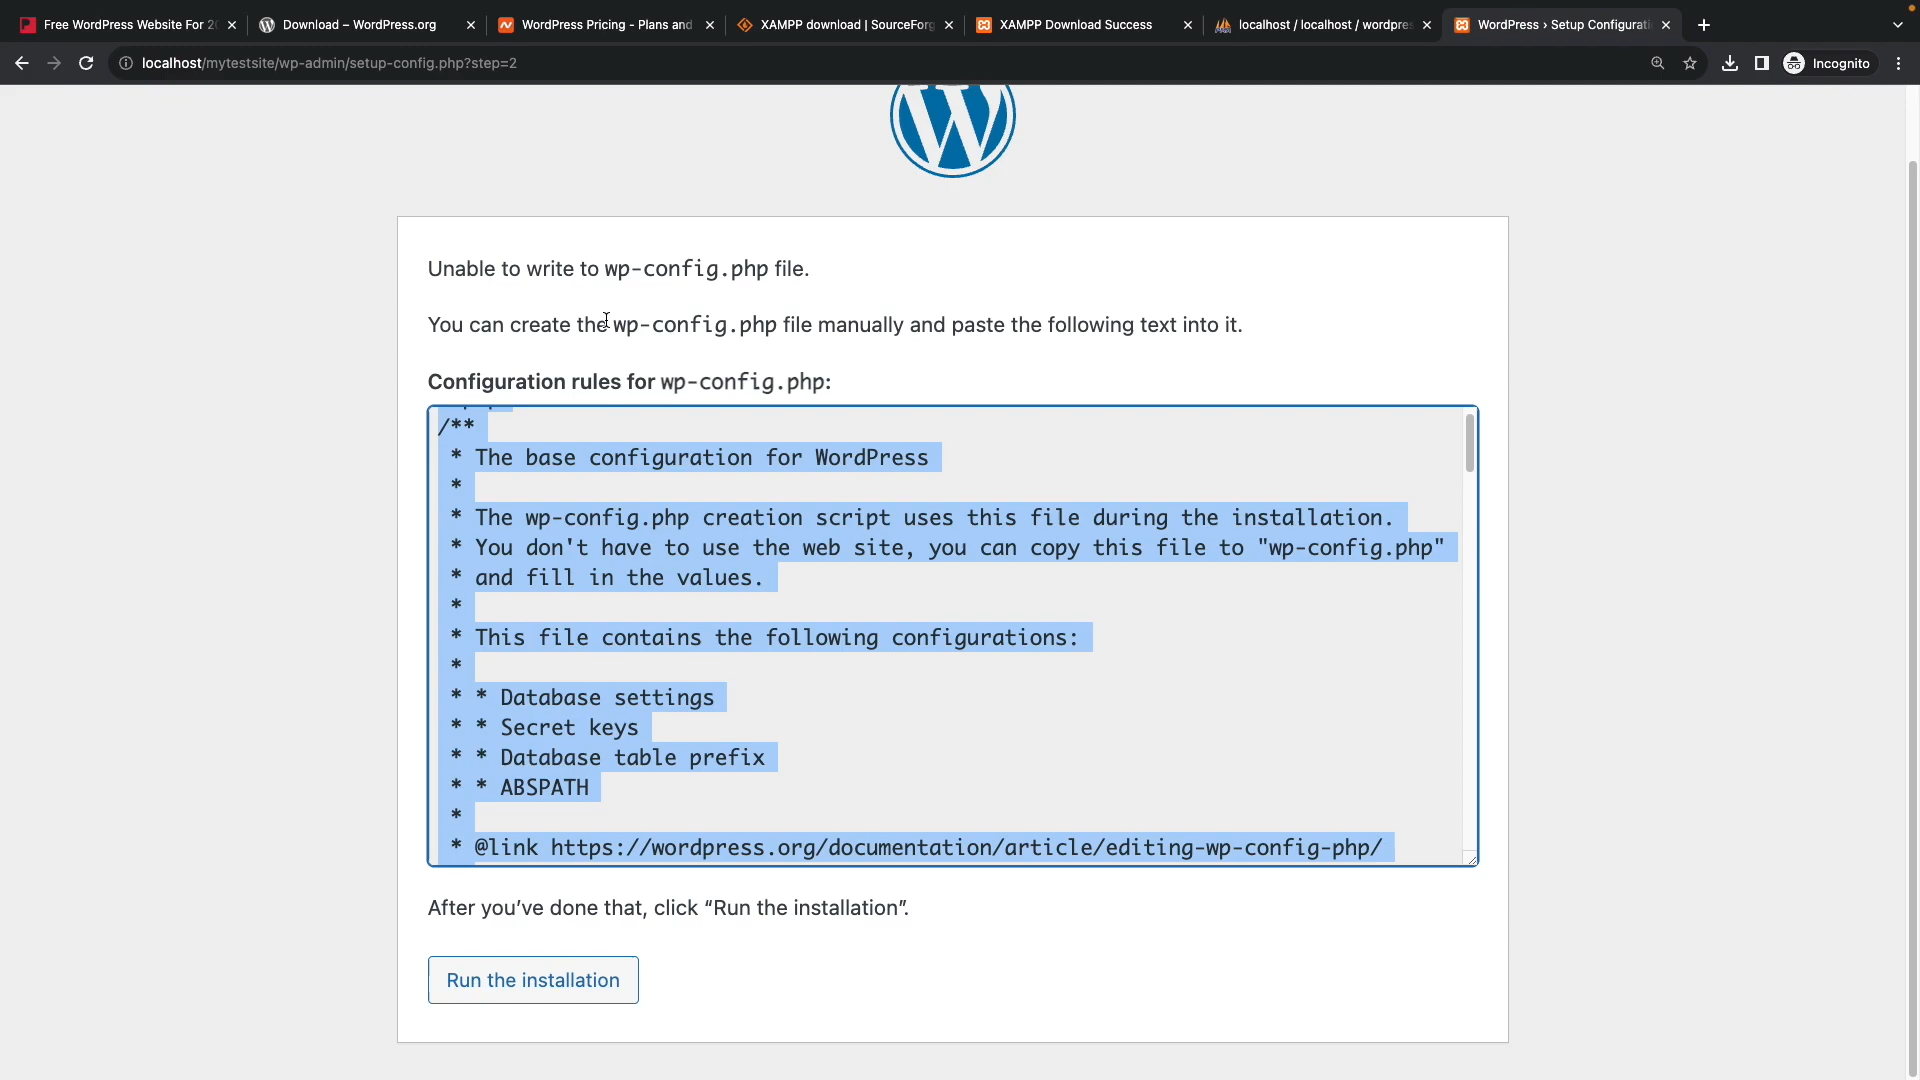 Free WordPress Website For 2
Download – WordPress.org
WordPress Pricing - Plans and
XAMPP download | SourceForg
XAMPP Download Success
localhost / localhost / wordpre
WordPress › Setup Configurati
localhost/mytestsite/wp-admin/setup-config.php?step=2
Incognito
Unable to write to wp-config.php file.
You can create the wp-config.php file manually and paste the following text into it.
Configuration rules for wp-config.php:
/**
* The base configuration for WordPress
*
* The wp-config.php creation script uses this file during the installation.
* You don't have to use the web site, you can copy this file to "wp-config.php"
* and fill in the values.
*
* This file contains the following configurations:
*
* * Database settings
* * Secret keys
* * Database table prefix
* * ABSPATH
*
* @link https://wordpress.org/documentation/article/editing-wp-config-php/
After you’ve done that, click “Run the installation”.
Run the installation